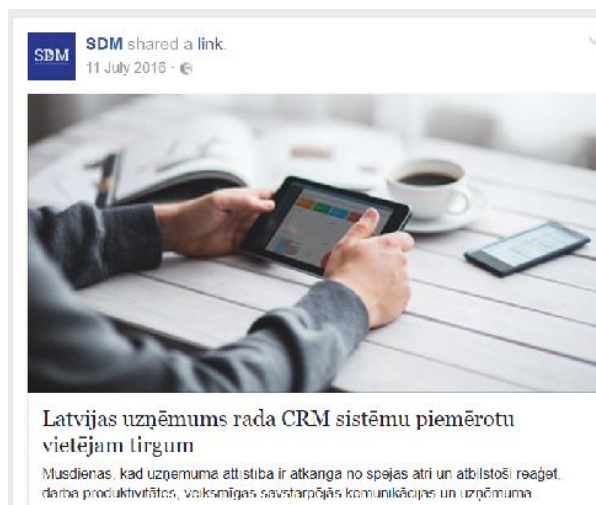 SDM
SDM shared a link.
11 July 2016 ·
Latvijas uzņēmums rada CRM sistēmu piemērotu
vietējam tirgum
Mūsdienās, kad uzņēmuma attīstība ir atkarīga no spējas ātri un atbilstoši reaģēt,
darba produktivitātes, veiksmīgas savstarpējās komunikācijas un uzņēmuma